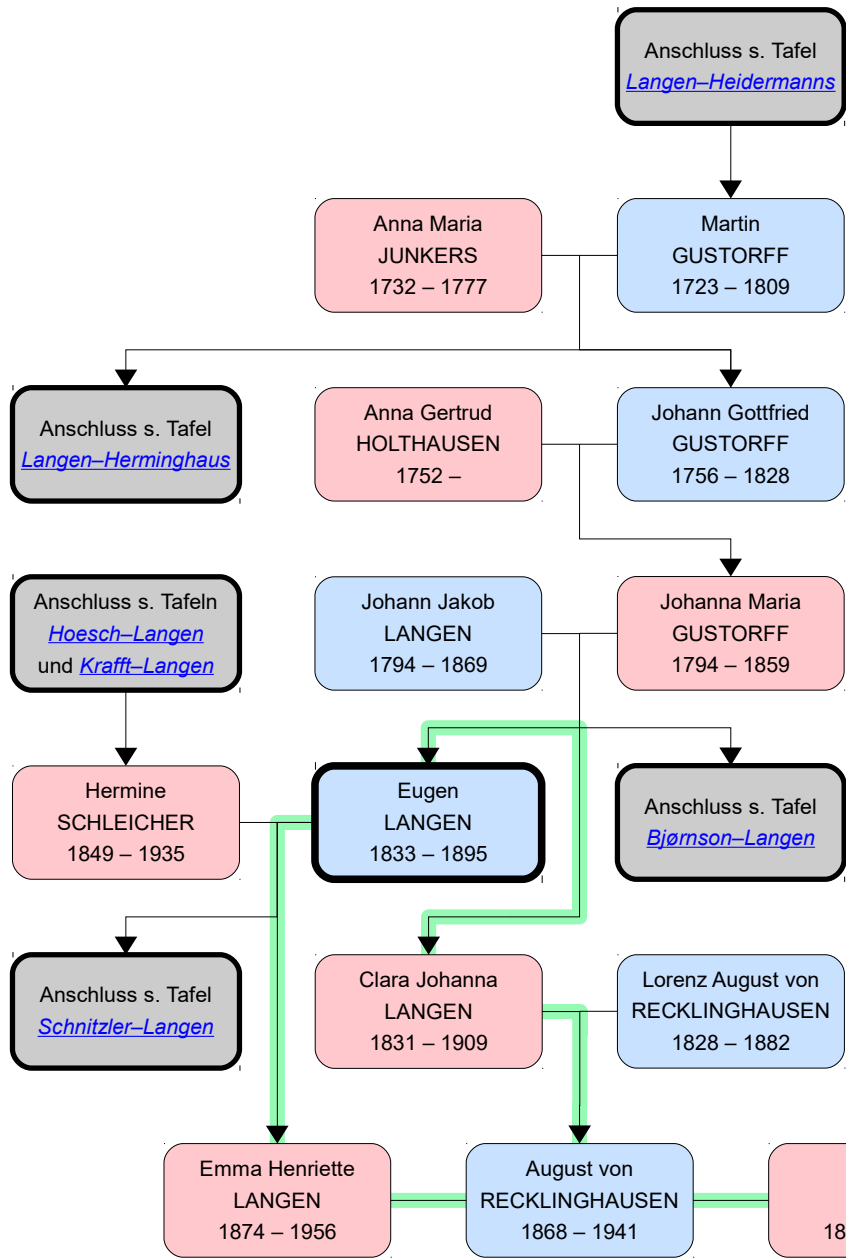 Anschluss s. Tafel
Langen–Heidermanns
Anna Maria
JUNKERS
1732 – 1777
Martin
GUSTORFF
1723 – 1809
Anschluss s. Tafel
Langen–Herminghaus
Anna Gertrud
HOLTHAUSEN
1752 –
Johann Gottfried
GUSTORFF
1756 – 1828
Anschluss s. Tafeln
Hoesch–Langen
und Krafft–Langen
Johann Jakob
LANGEN
1794 – 1869
Johanna Maria
GUSTORFF
1794 – 1859
Hermine
SCHLEICHER
1849 – 1935
Eugen
LANGEN
1833 – 1895
Anschluss s. Tafel
Bjørnson–Langen
Anschluss s. Tafel
Schnitzler–Langen
Clara Johanna
LANGEN
1831 – 1909
Lorenz August von
RECKLINGHAUSEN
1828 – 1882
Emma Henriette
LANGEN
1874 – 1956
August von
RECKLINGHAUSEN
1868 – 1941
18